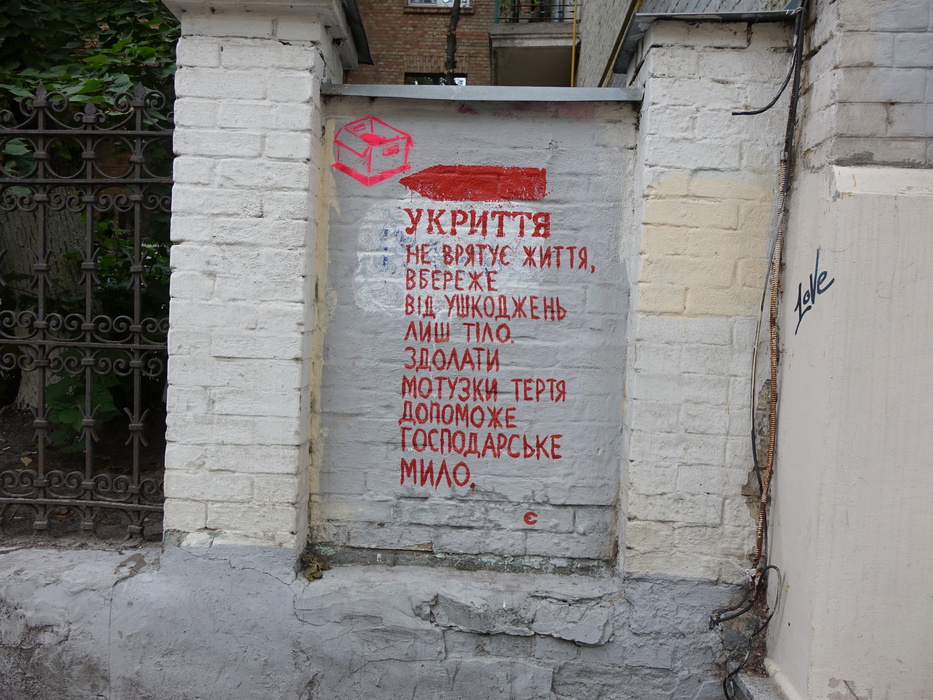 УКРИТТЯ
НЕ ВРЯТУЄ ЖИТТЯ,
ВБЕРЕЖЕ
ВІД УШКОДЖЕНЬ
ЛИШ ТІЛО.
ЗДОЛАТИ
МОТУЗКИ ТЕРТЯ
ДОПОМОЖЕ
ГОСПОДАРСЬКЕ
МИЛО.
Є
LOVE